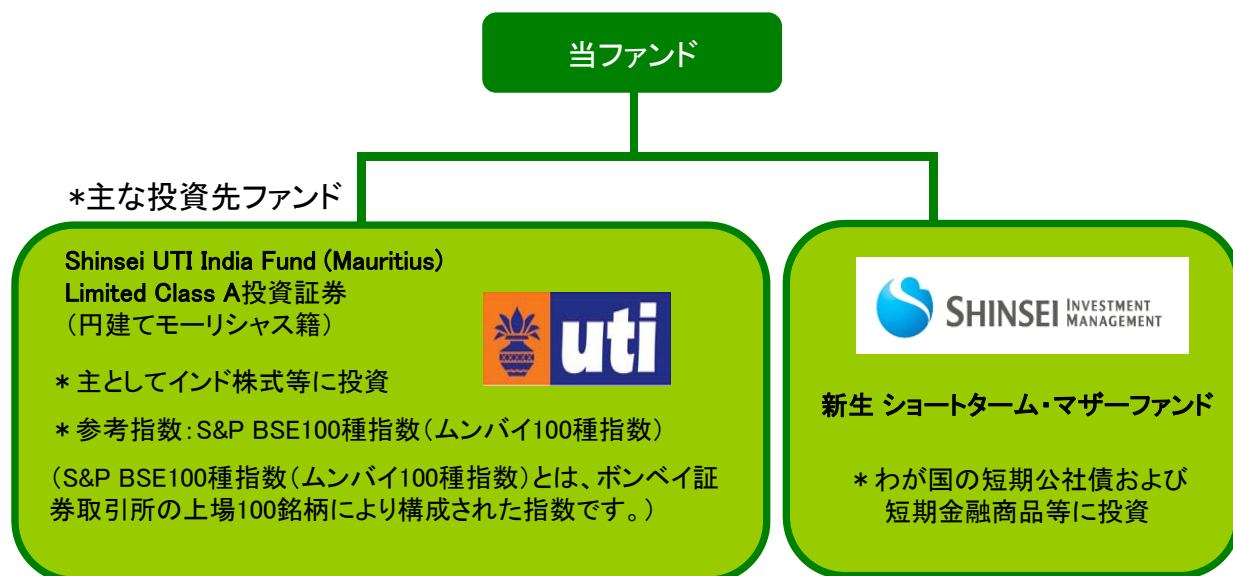 当ファンド
*主な投資先ファンド
Shinsei UTI India Fund (Mauritius)
Limited Class A投資証券
（円建てモーリシャス籍）
uti
* 主としてインド株式等に投資
* 参考指数：S&P BSE100種指数（ムンバイ100種指数）
（S&P BSE100種指数（ムンバイ100種指数）とは、ボンベイ証
券取引所の上場100銘柄により構成された指数です。）
SHINSEI INVESTMENT
MANAGEMENT
新生 ショートターム・マザーファンド
* わが国の短期公社債および
短期金融商品等に投資